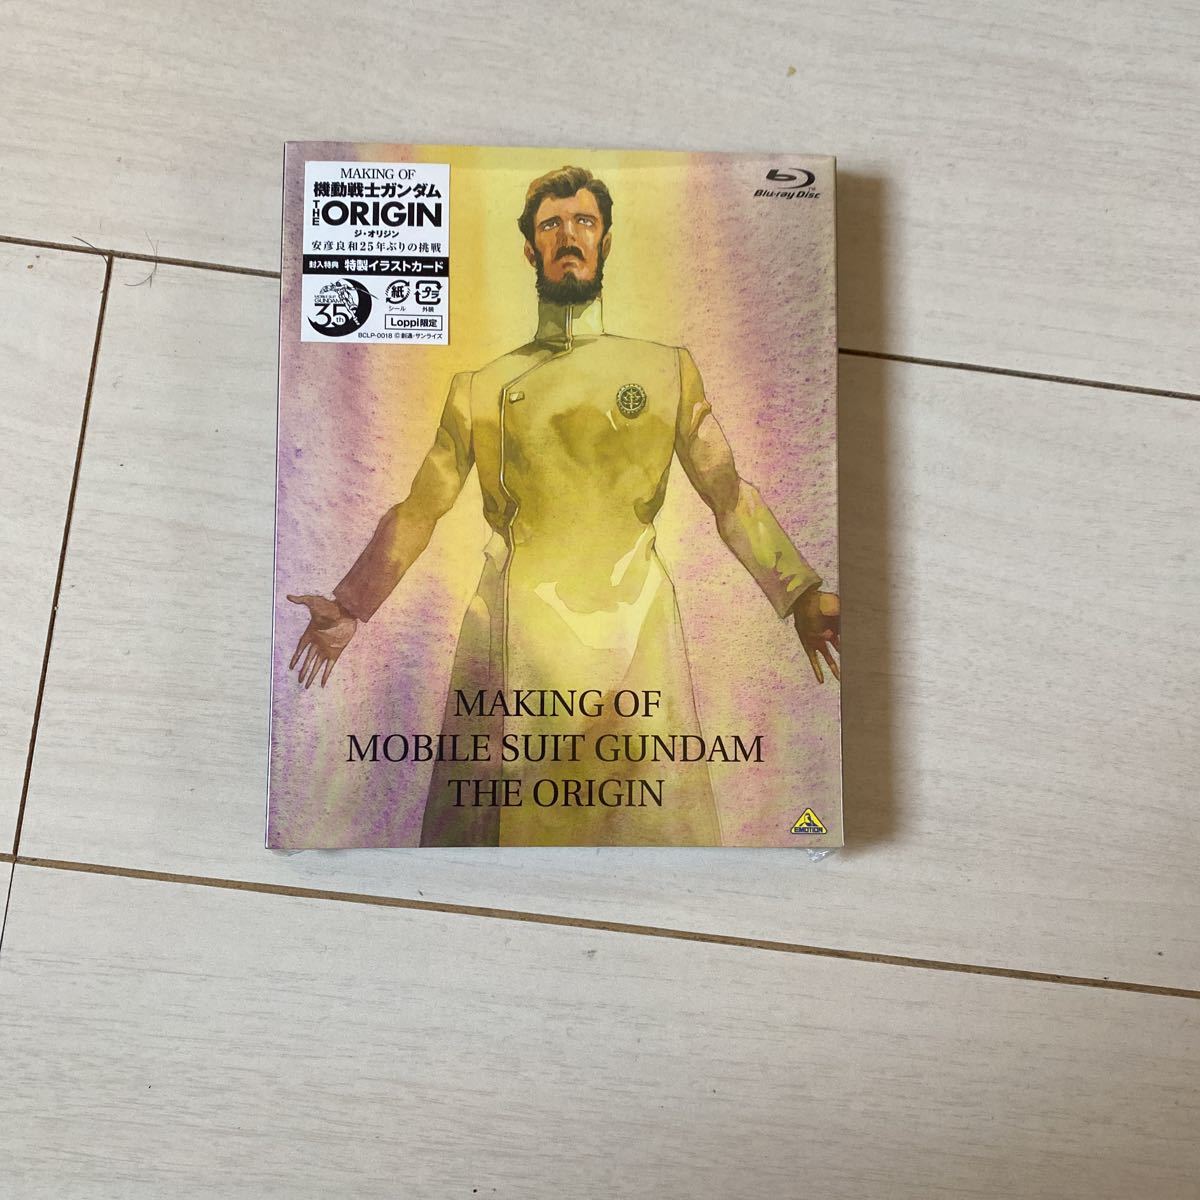 MAKING OF
機動戦士ガンダム
THE ORIGIN
ジ・オリジン
安彦良和25年ぶりの挑戦
封入特典 特製イラストカード
MOBILE SUIT
GUNDAM
35th
紙 プラ
シール 外装
Loppi限定
BCLP-0018 ©創通・サンライズ
Blu-ray Disc
MAKING OF
MOBILE SUIT GUNDAM
THE ORIGIN
EMOTION